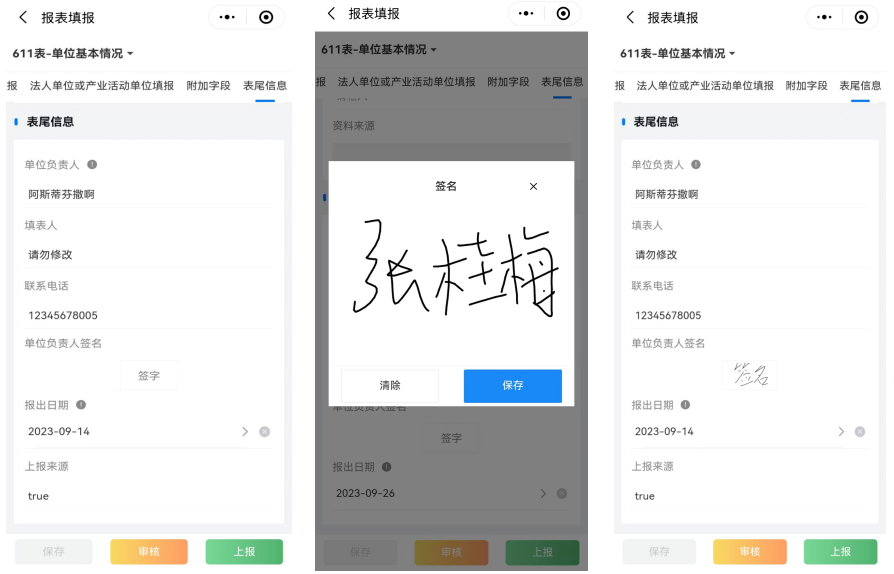 报表填报
611表-单位基本情况
报 法人单位或产业活动单位填报 附加字段 表尾信息
表尾信息
单位负责人
阿斯蒂芬撒啊
填表人
请勿修改
联系电话
12345678005
单位负责人签名
签字
报出日期
2023-09-14
上报来源
true
保存 审核 上报
报表填报
611表-单位基本情况
报 法人单位或产业活动单位填报 附加字段 表尾信息
资料来源
签名
张桂梅
清除 保存
单位负责人签名
签字
报出日期
2023-09-26
保存 审核 上报
报表填报
611表-单位基本情况
报 法人单位或产业活动单位填报 附加字段 表尾信息
表尾信息
单位负责人
阿斯蒂芬撒啊
填表人
请勿修改
联系电话
12345678005
单位负责人签名
签名
报出日期
2023-09-14
上报来源
true
保存 审核 上报